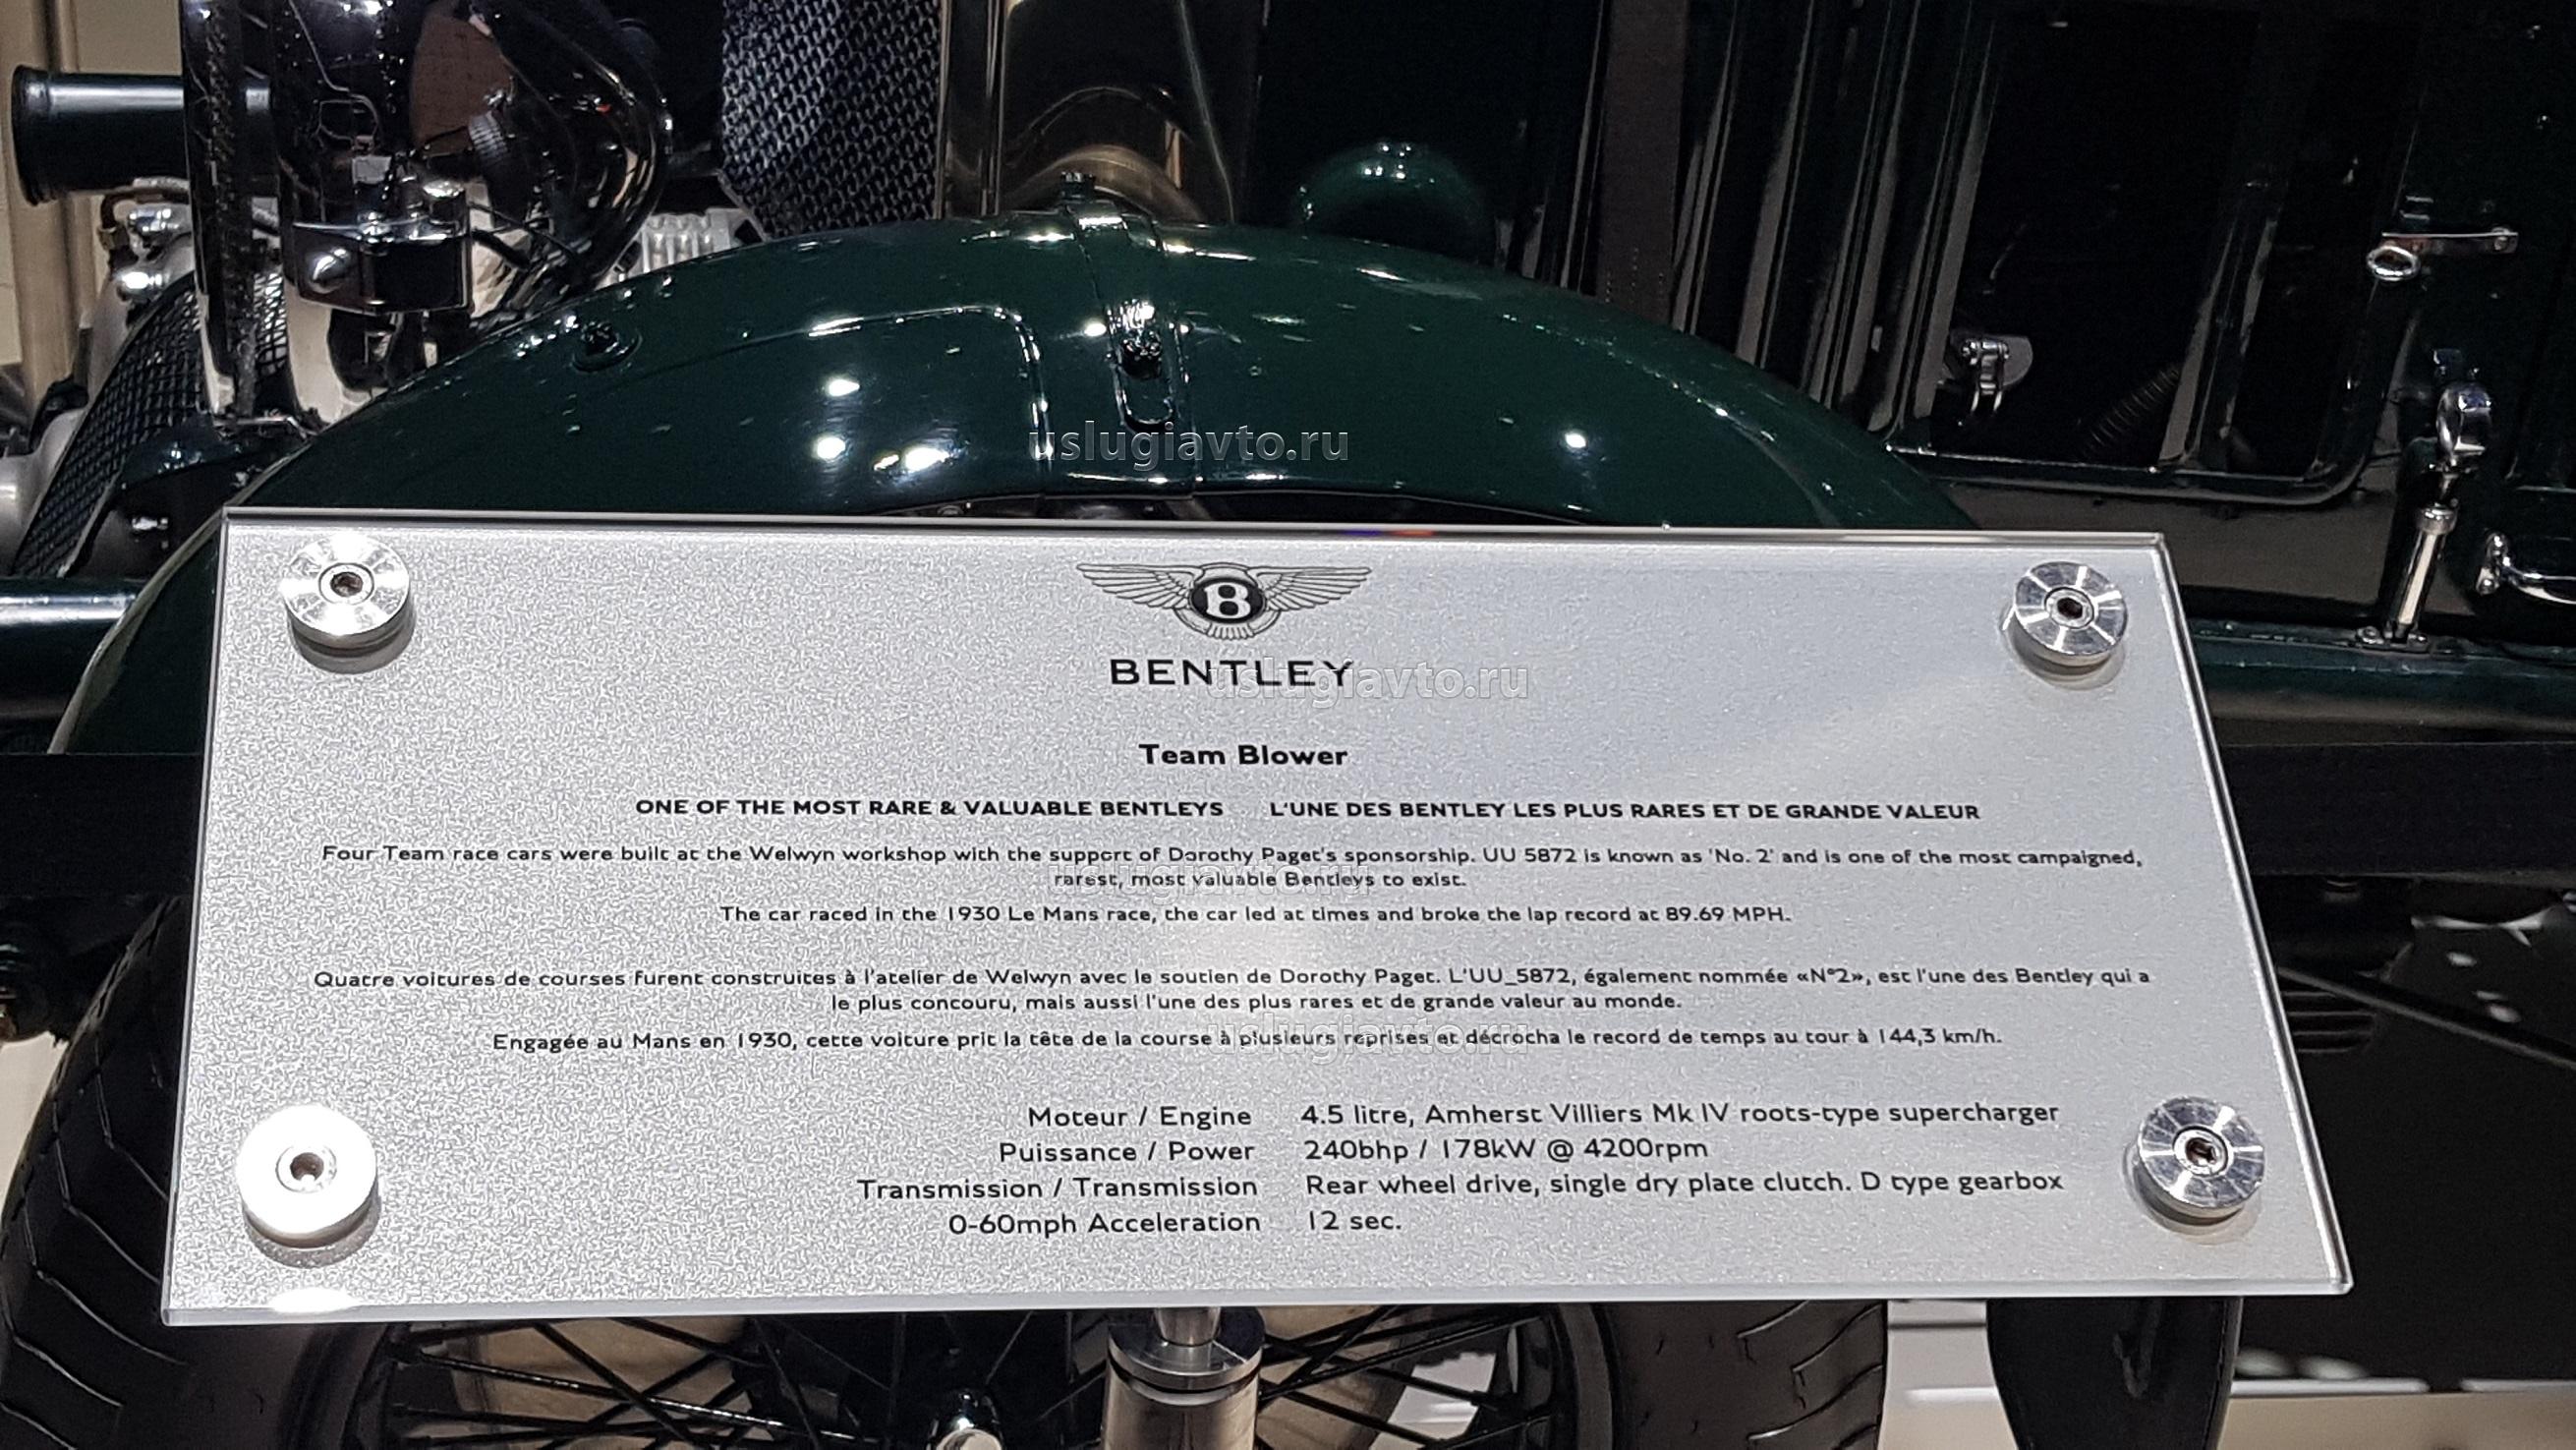 uslugiavto.ru
B
BENTLEY
uslugiavto.ru
Team Blower
ONE OF THE MOST RARE & VALUABLE BENTLEYS L'UNE DES BENTLEY LES PLUS RARES ET DE GRANDE VALEUR
Four Team race cars were built at the Welwyn workshop with the support of Dorothy Paget's sponsorship. UU 5872 is known as 'No. 2' and is one of the most campaigned,
rarest, most valuable Bentleys to exist.
uslugiavto.ru
The car raced in the 1930 Le Mans race, the car led at times and broke the lap record at 89.69 MPH.
Quatre voitures de courses furent construites à l'atelier de Welwyn avec le soutien de Dorothy Paget. L'UU_5872, également nommée «N°2», est l'une des Bentley qui a
le plus concouru, mais aussi l'une des plus rares et de grande valeur au monde.
Engagée au Mans en 1930, cette voiture prit la tête de la course à plusieurs reprises et décrocha le record de temps au tour à 144,3 km/h.
uslugiavto.ru
Moteur / Engine 4.5 litre, Amherst Villiers Mk IV roots-type supercharger
Puissance / Power 240bhp / 178kW @ 4200rpm
Transmission / Transmission Rear wheel drive, single dry plate clutch. D type gearbox
0-60mph Acceleration 12 sec.